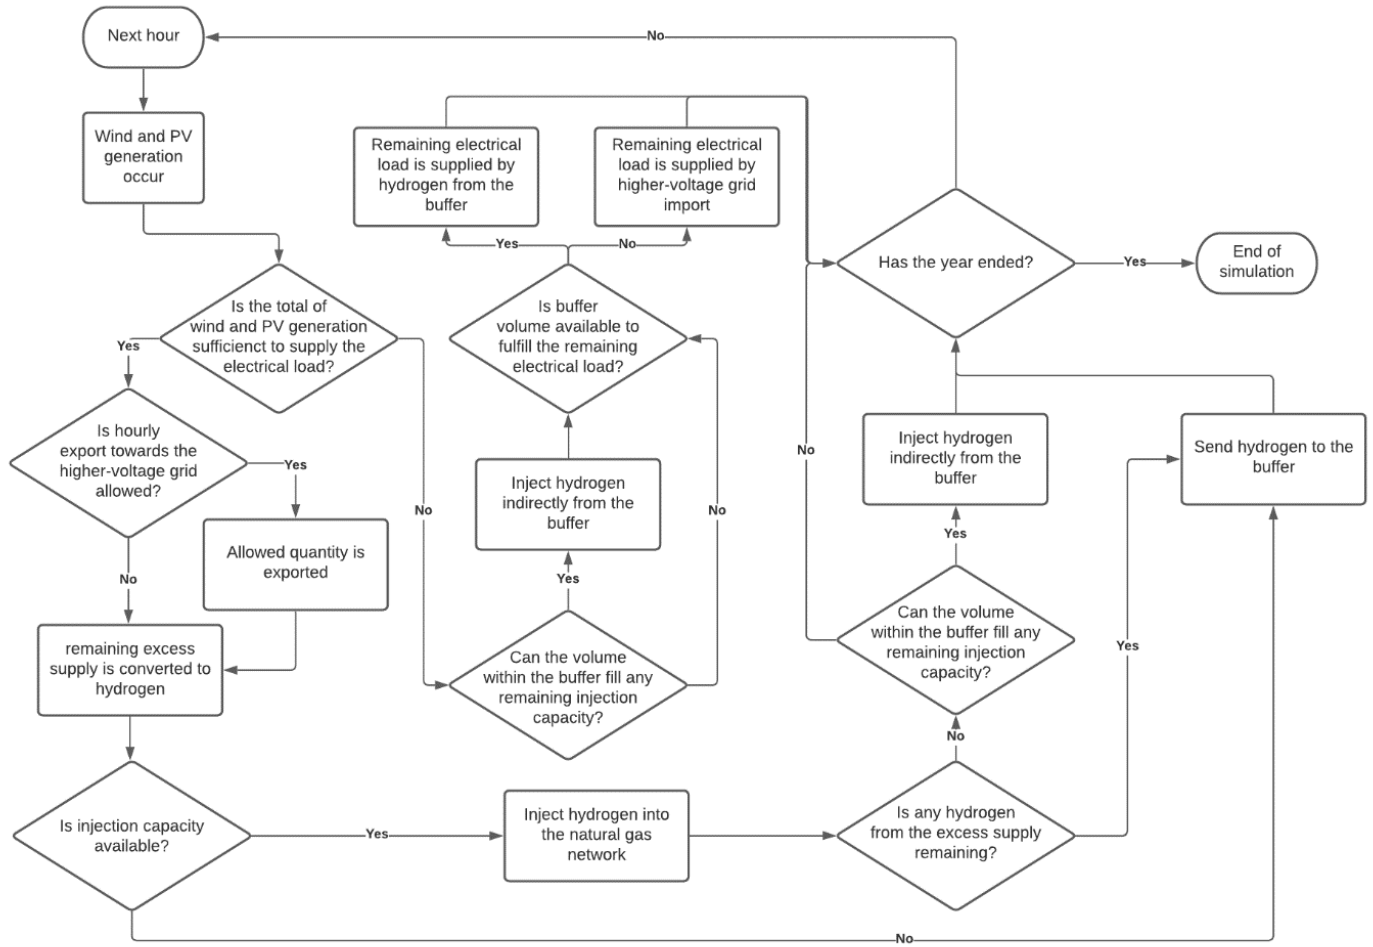 Next hour
No
Wind and PV
generation
occur
Remaining electrical
load is supplied by
hydrogen from the
buffer
Remaining electrical
load is supplied by
higher-voltage grid
import
Yes
No
Has the year ended?
Yes
End of
simulation
Is the total of
wind and PV generation
sufficienct to supply the
electrical load?
Yes
Is buffer
volume available to
fulfill the remaining
electrical load?
Is hourly
export towards the
higher-voltage grid
allowed?
Yes
No
Inject hydrogen
indirectly from the
buffer
No
No
Inject hydrogen
indirectly from the
buffer
Send hydrogen to the
buffer
Allowed quantity is
exported
No
Yes
Yes
remaining excess
supply is converted to
hydrogen
Can the volume
within the buffer fill any
remaining injection
capacity?
Can the volume
within the buffer fill any
remaining injection
capacity?
Yes
No
Is injection capacity
available?
Yes
Inject hydrogen into
the natural gas
network
Is any hydrogen
from the excess supply
remaining?
No